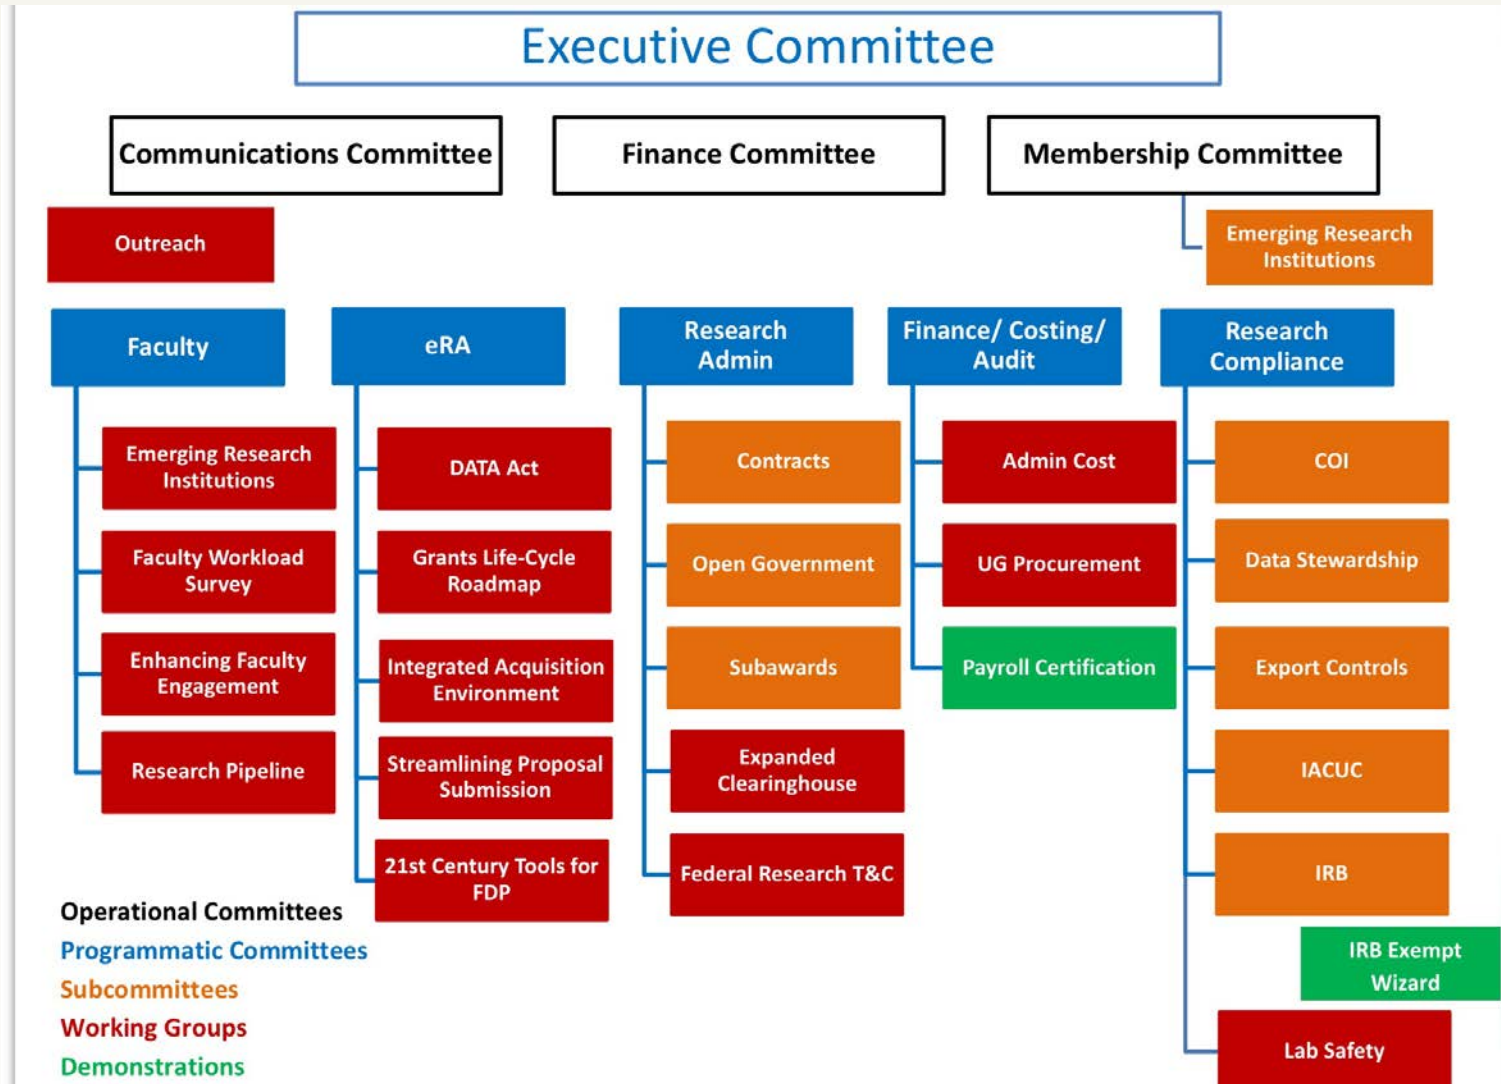 Executive Committee
Communications Committee
Finance Committee
Membership Committee
Outreach
Emerging Research
Institutions
Faculty
Emerging Research
Institutions
Faculty Workload
Survey
Enhancing Faculty
Engagement
Research Pipeline
eRA
DATA Act
Grants Life-Cycle
Roadmap
Integrated Acquisition
Environment
Streamlining Proposal
Submission
21st Century Tools for
FDP
Research
Admin
Contracts
Open Government
Subawards
Expanded
Clearinghouse
Federal Research T&C
Finance/ Costing/
Audit
Admin Cost
UG Procurement
Payroll Certification
Research
Compliance
COI
Data Stewardship
Export Controls
IACUC
IRB
IRB Exempt
Wizard
Lab Safety
Operational Committees
Programmatic Committees
Subcommittees
Working Groups
Demonstrations